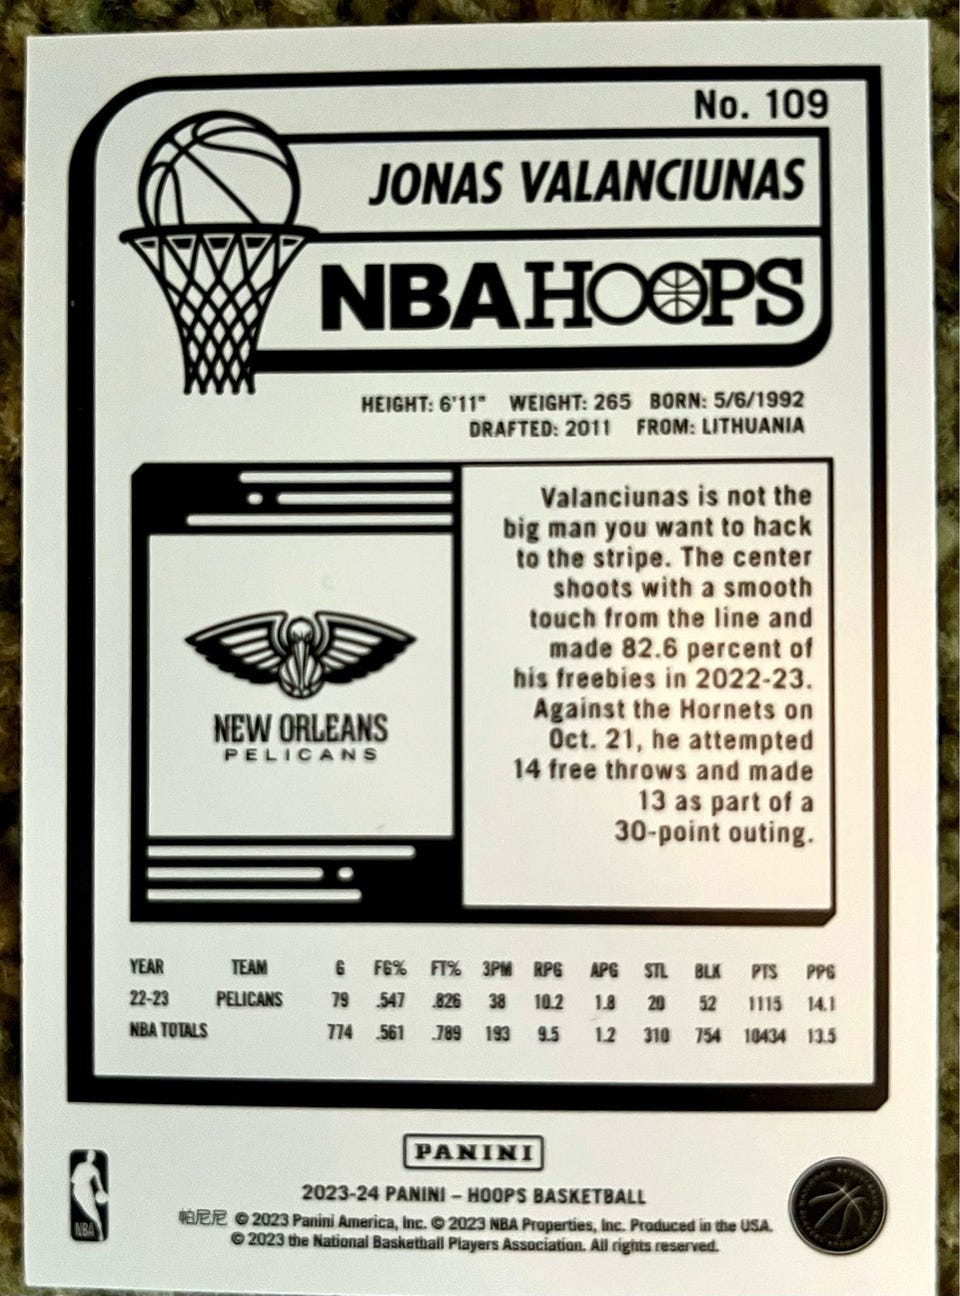 No. 109
JONAS VALANCIUNAS
NBA HOOPS
HEIGHT: 6'11" WEIGHT: 265 BORN: 5/6/1992
DRAFTED: 2011 FROM: LITHUANIA
Valanciunas is not the
big man you want to hack
to the stripe. The center
shoots with a smooth
touch from the line and
made 82.6 percent of
his freebies in 2022-23.
Against the Hornets on
Oct. 21, he attempted
14 free throws and made
13 as part of a
30-point outing.
NEW ORLEANS
PELICANS
YEAR TEAM G FG% FT% 3PM RPG APG STL BLK PTS PPG
22-23 PELICANS 79 .547 .826 38 10.2 1.8 20 52 1115 14.1
NBA TOTALS 774 .561 .789 193 9.5 1.2 310 754 10434 13.5
PANINI
2023-24 PANINI – HOOPS BASKETBALL
帕尼尼 © 2023 Panini America, Inc. © 2023 NBA Properties, Inc. Produced in the USA.
© 2023 the National Basketball Players Association. All rights reserved.
NBA